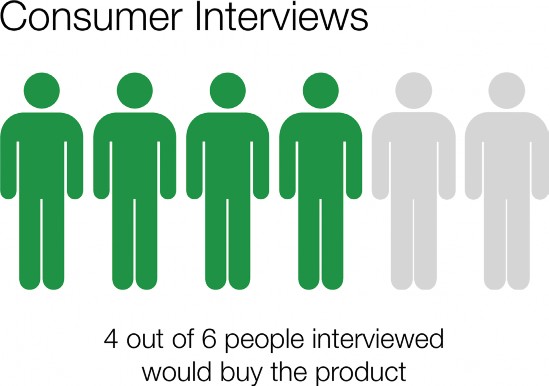 Consumer Interviews
4 out of 6 people interviewed
would buy the product